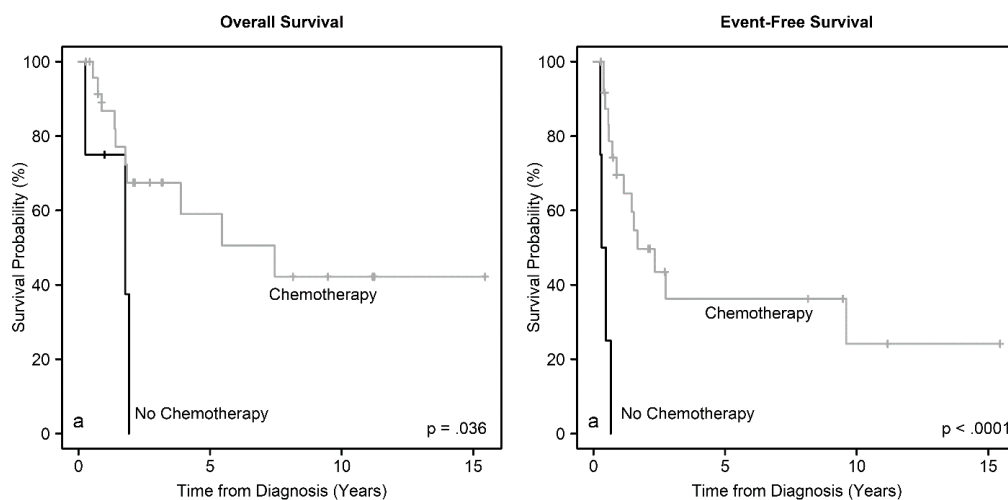 Overall Survival
100
80
60
40
20
0
Survival Probability (%)
Chemotherapy
No Chemotherapy
a
p = .036
0 5 10 15
Time from Diagnosis (Years)
Event-Free Survival
100
80
60
40
20
0
Survival Probability (%)
Chemotherapy
No Chemotherapy
a
p < .0001
0 5 10 15
Time from Diagnosis (Years)